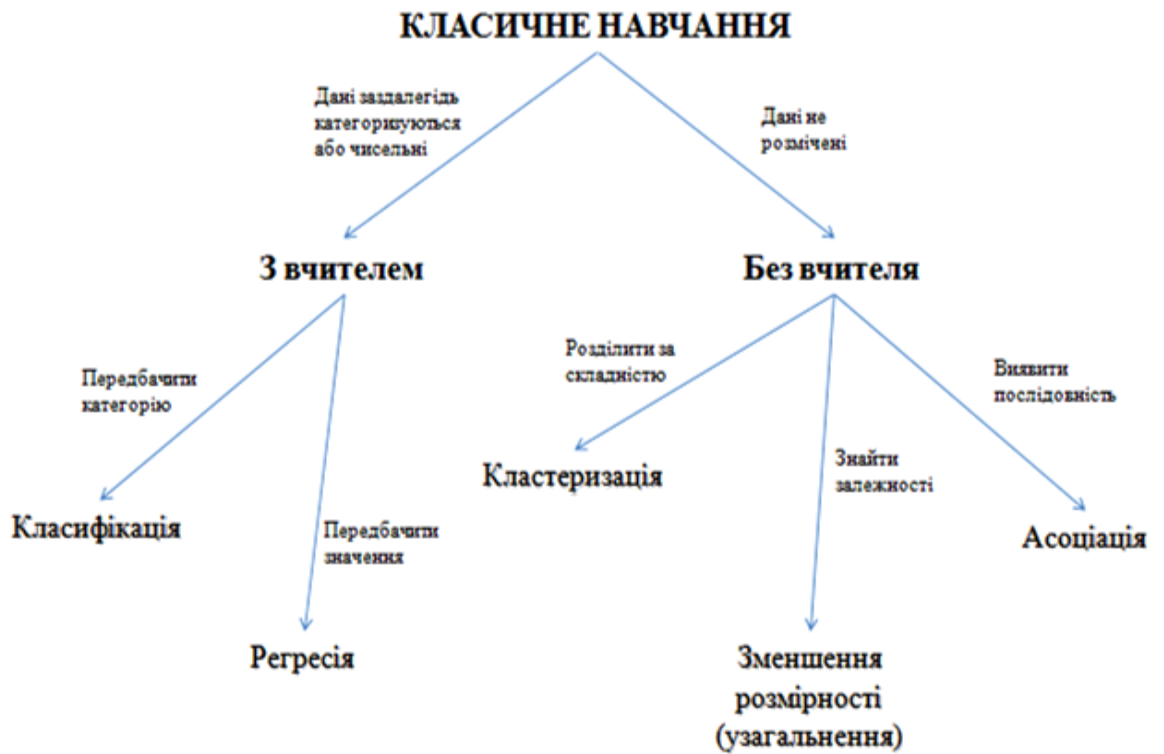 КЛАСИЧНЕ НАВЧАННЯ
Дані заздалегідь
категоризуються
або чисельні
Дані не
розмічені
З вчителем
Без вчителя
Передбачити
категорію
Розділити за
складністю
Виявити
послідовність
Кластеризація
Знайти
залежності
Класифікація
Передбачити
значення
Асоціація
Регресія
Зменшення
розмірності
(узагальнення)